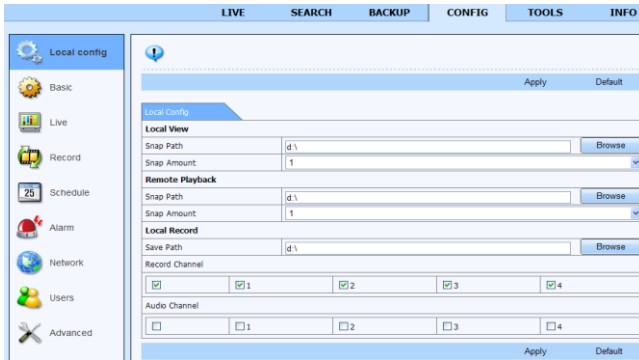 LIVE SEARCH BACKUP CONFIG TOOLS INFO
Local config
Basic
Live
Record
25 Schedule
Alarm
Network
Users
Advanced
Apply Default
Local Config
Local View
Snap Path d:\ Browse
Snap Amount 1
Remote Playback
Snap Path d:\ Browse
Snap Amount 1
Local Record
Save Path d:\ Browse
Record Channel
1 2 3 4
Audio Channel
1 2 3 4
Apply Default